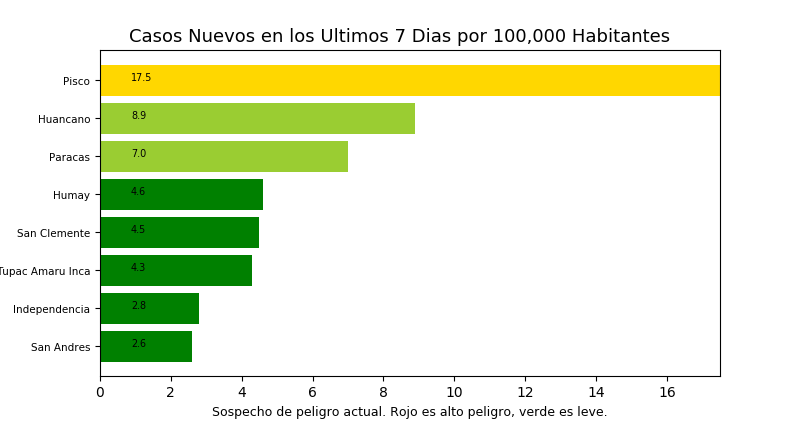 Casos Nuevos en los Ultimos 7 Dias por 100,000 Habitantes
Pisco 17.5
Huancano 8.9
Paracas 7.0
Humay 4.6
San Clemente 4.5
Tupac Amaru Inca 4.3
Independencia 2.8
San Andres 2.6
0 2 4 6 8 10 12 14 16
Sospecho de peligro actual. Rojo es alto peligro, verde es leve.